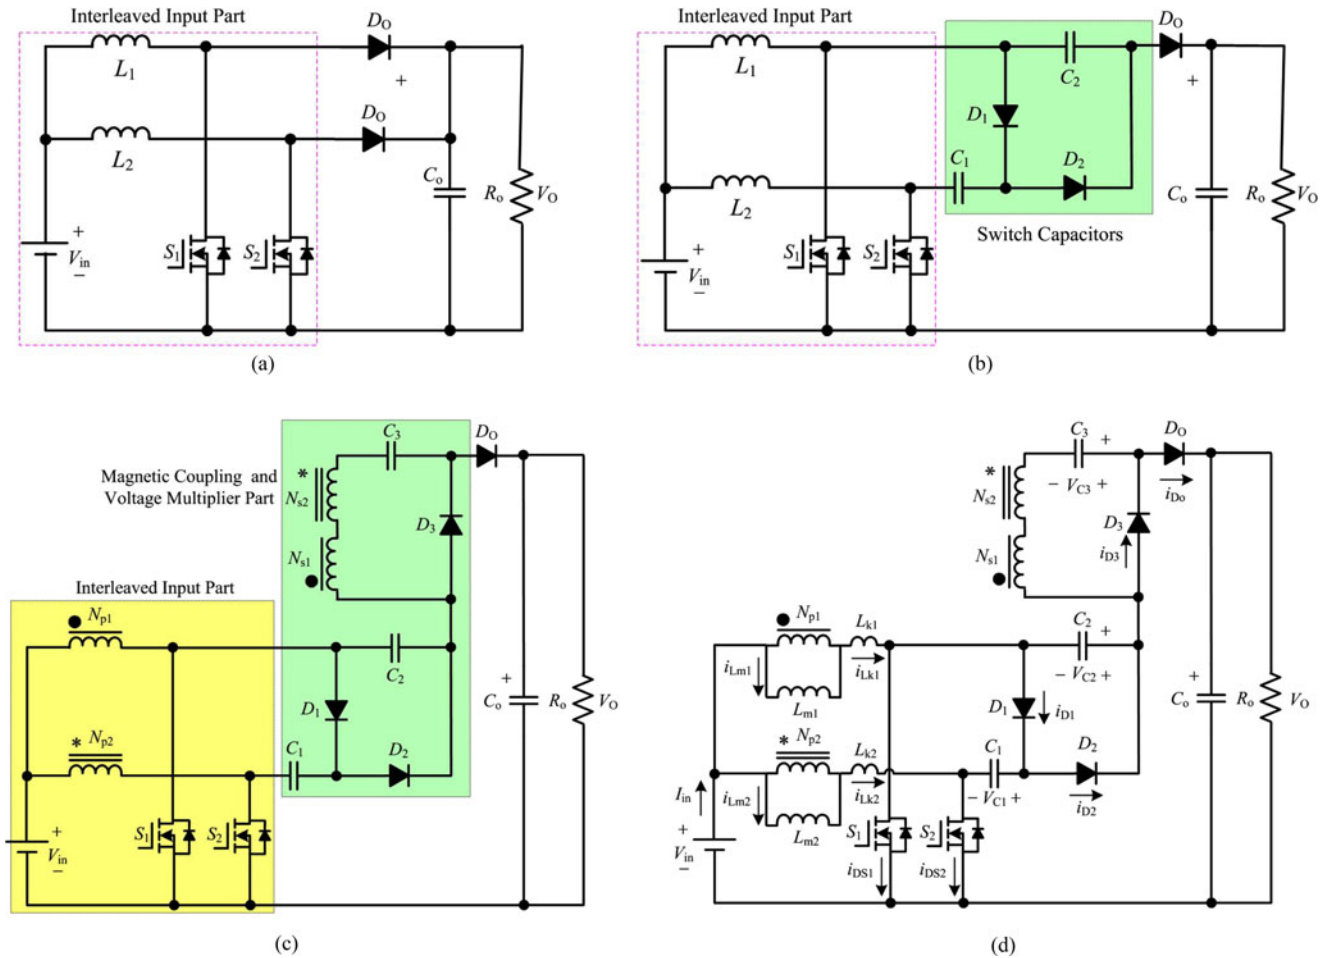 Interleaved Input Part
L1
DO
+
L2
DO
Co
Ro
VO
S1
S2
+
Vin
−
(a)
Interleaved Input Part
L1
C2
DO
+
D1
C1
D2
L2
Co
Ro
VO
Switch Capacitors
S1
S2
+
Vin
−
(b)
Magnetic Coupling and
Voltage Multiplier Part
C3
DO
*
Ns2
D3
Ns1
Interleaved Input Part
Np1
C2
+
Co
Ro
VO
D1
*
Np2
C1
D2
S1
S2
+
Vin
−
(c)
C3
+
DO
− VC3 +
iDo
*
Ns2
D3
iD3
Ns1
Np1
Lk1
C2
+
iLm1
iLk1
− VC2 +
Lm1
D1
iD1
+
Co
Ro
VO
*
Np2
Lk2
C1
D2
Iin
iLm2
iLk2
− VC1 +
iD2
Lm2
S1
S2
+
Vin
−
iDS1
iDS2
(d)